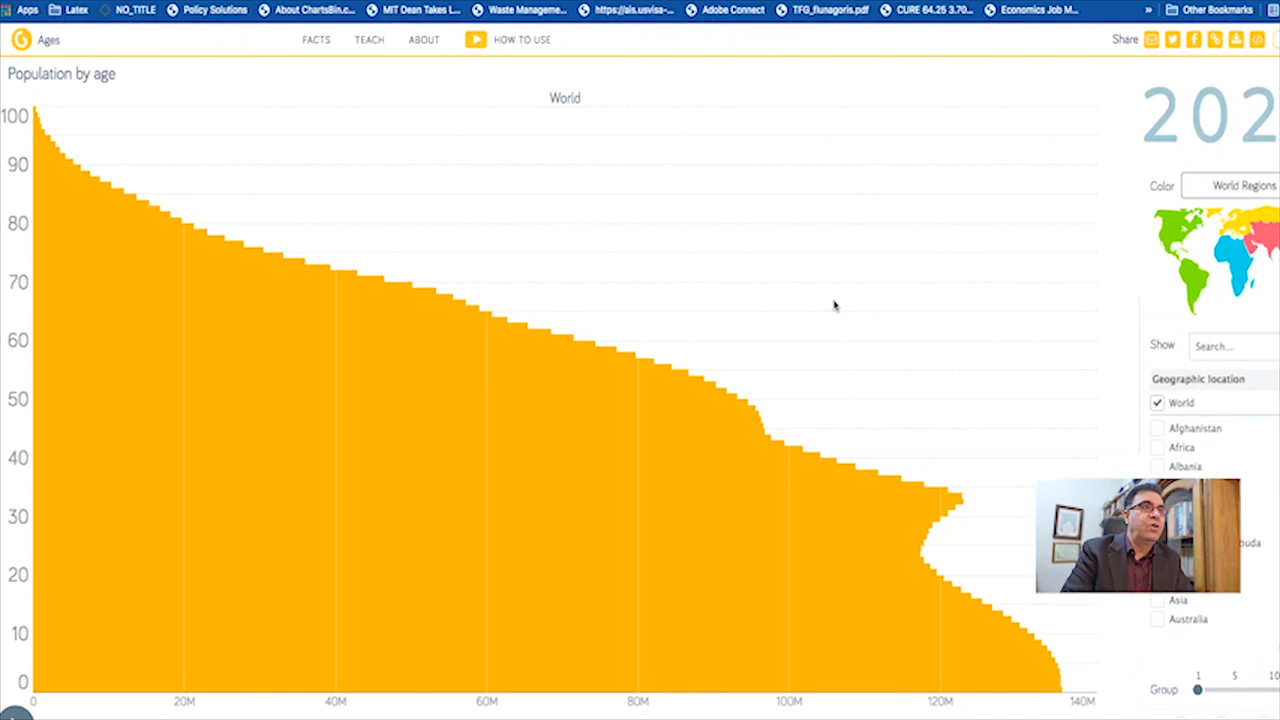 Apps Latex NO_TITLE Policy Solutions About ChartsBin.c... MIT Dean Takes L... Waste Manageme... https://ais.usvisa-... Adobe Connect TFG_flunagoris.pdf CURE 64.25 3.70... Economics Job M... » Other Bookmarks
Ages FACTS TEACH ABOUT HOW TO USE Share
Population by age
World
202
100
90
80
70
60
50
40
30
20
10
0
0 20M 40M 60M 80M 100M 120M 140M
Color World Regions
Show Search...
Geographic location
World
Afghanistan
Africa
Albania
buda
Asia
Australia
1 5 10
Group